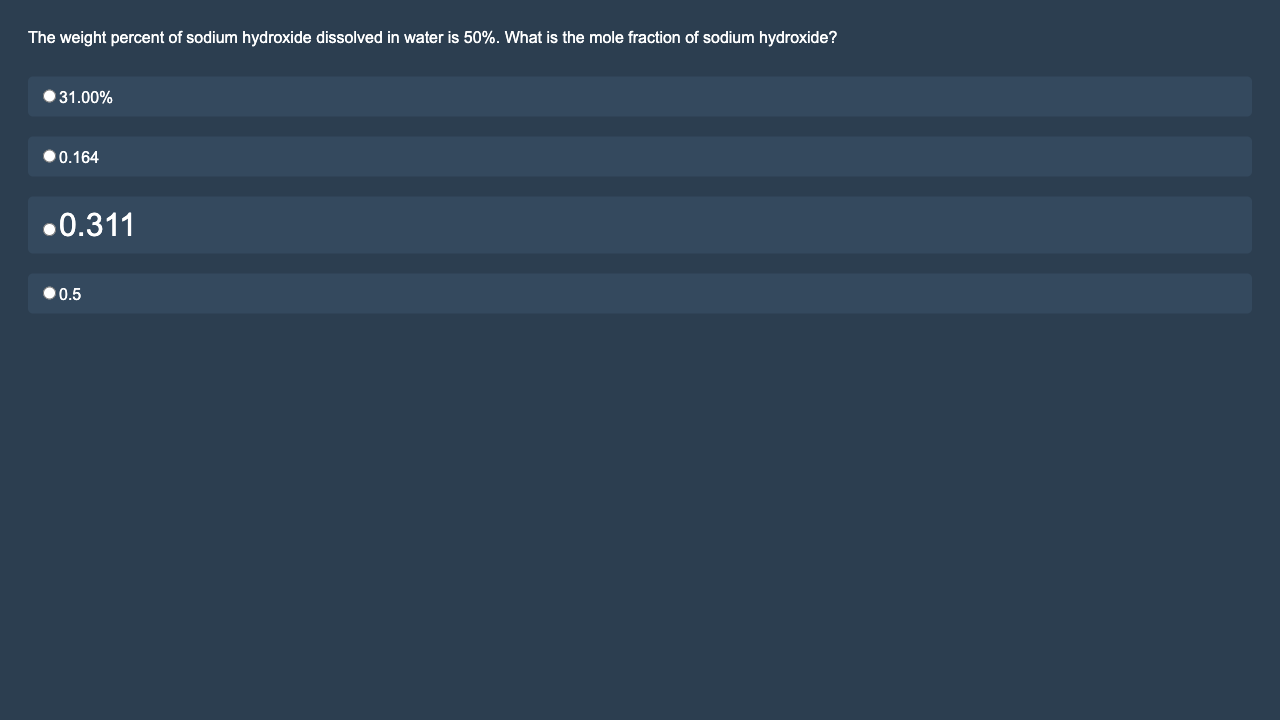 The weight percent of sodium hydroxide dissolved in water is 50%. What is the mole fraction of sodium hydroxide?
31.00%
0.164
0.311
0.5